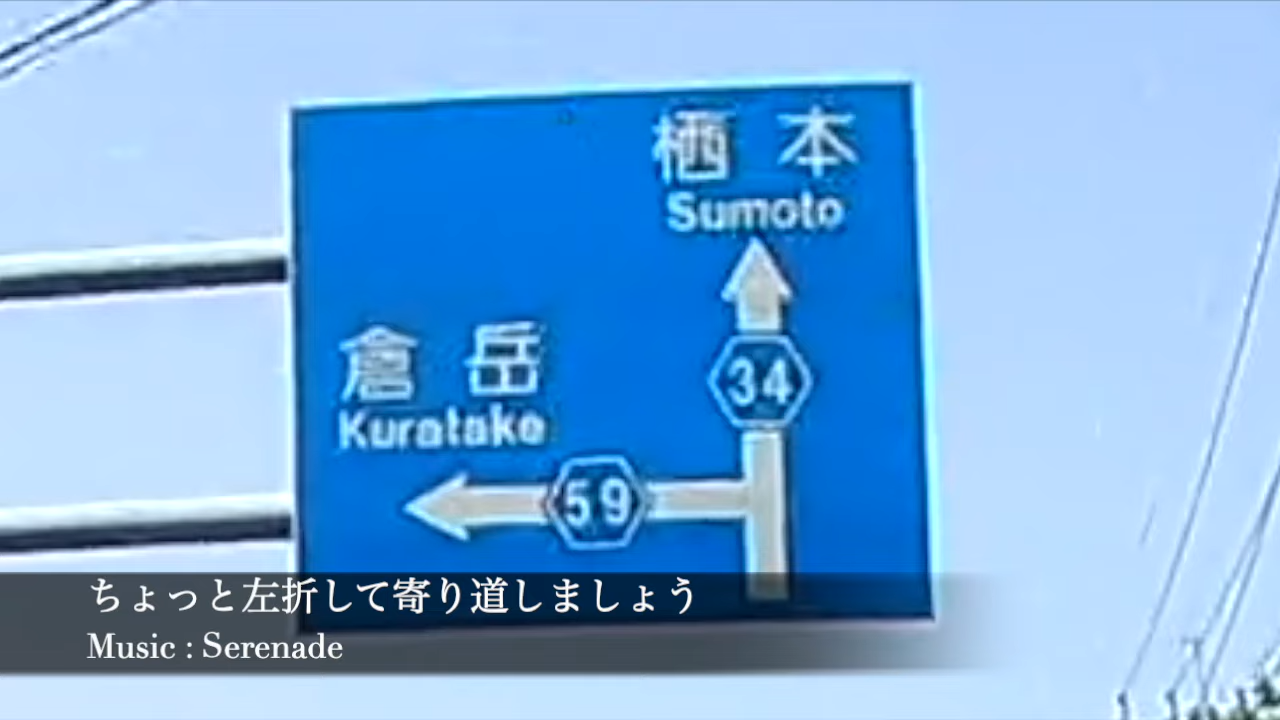 栖本
Sumoto
34
倉岳
Kuratake
59
ちょっと左折して寄り道しましょう
Music : Serenade